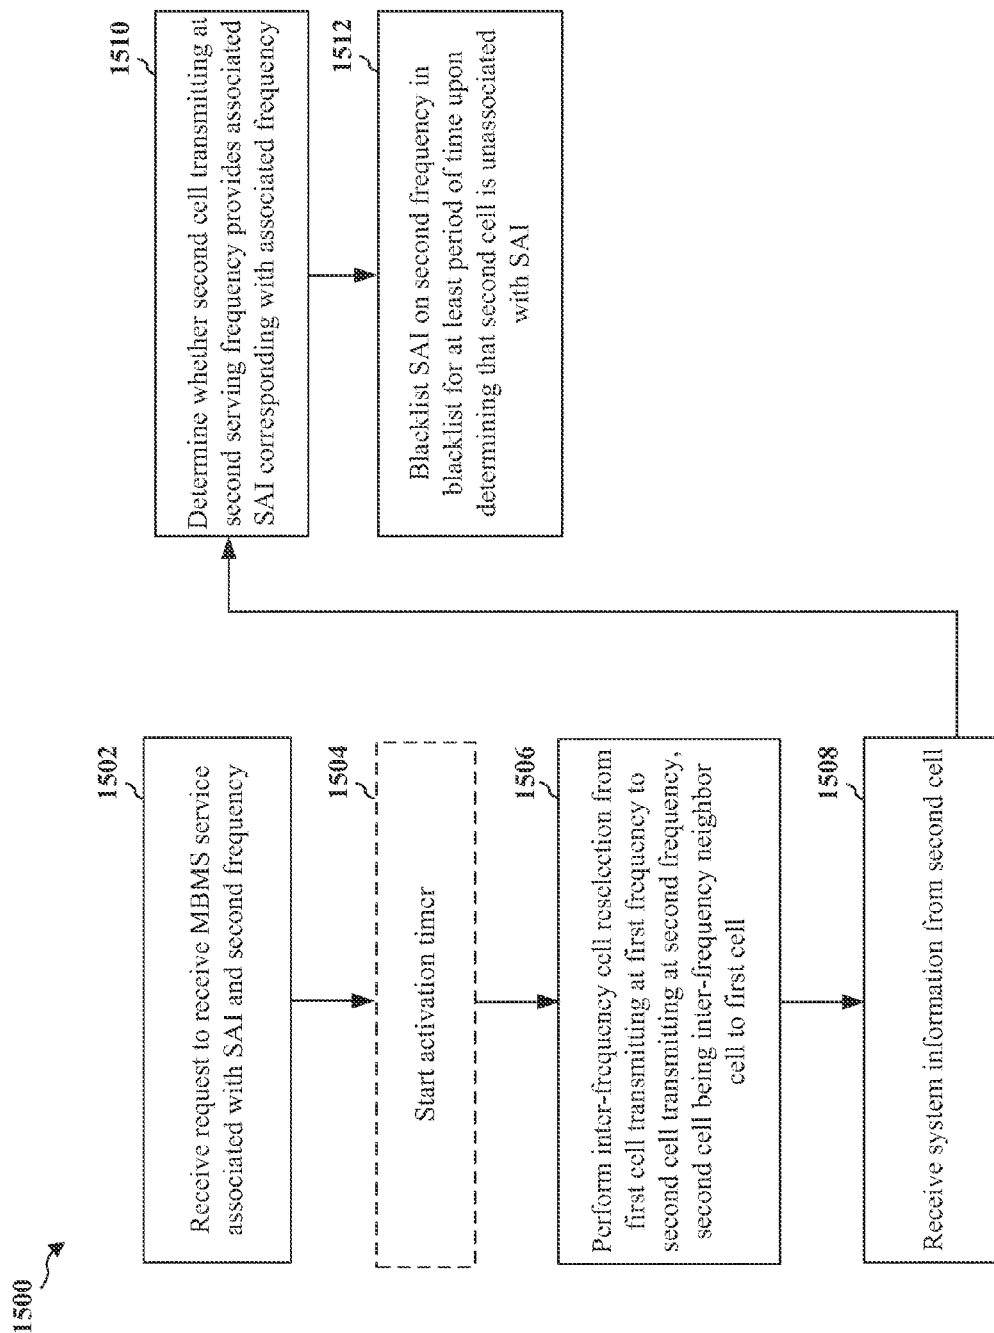 1500
1502
Receive request to receive MBMS service
associated with SAI and second frequency
1504
Start activation timer
1506
Perform inter-frequency cell reselection from
first cell transmitting at first frequency to
second cell transmitting at second frequency,
second cell being inter-frequency neighbor
cell to first cell
1508
Receive system information from second cell
1510
Determine whether second cell transmitting at
second serving frequency provides associated
SAI corresponding with associated frequency
1512
Blacklist SAI on second frequency in
blacklist for at least period of time upon
determining that second cell is unassociated
with SAI